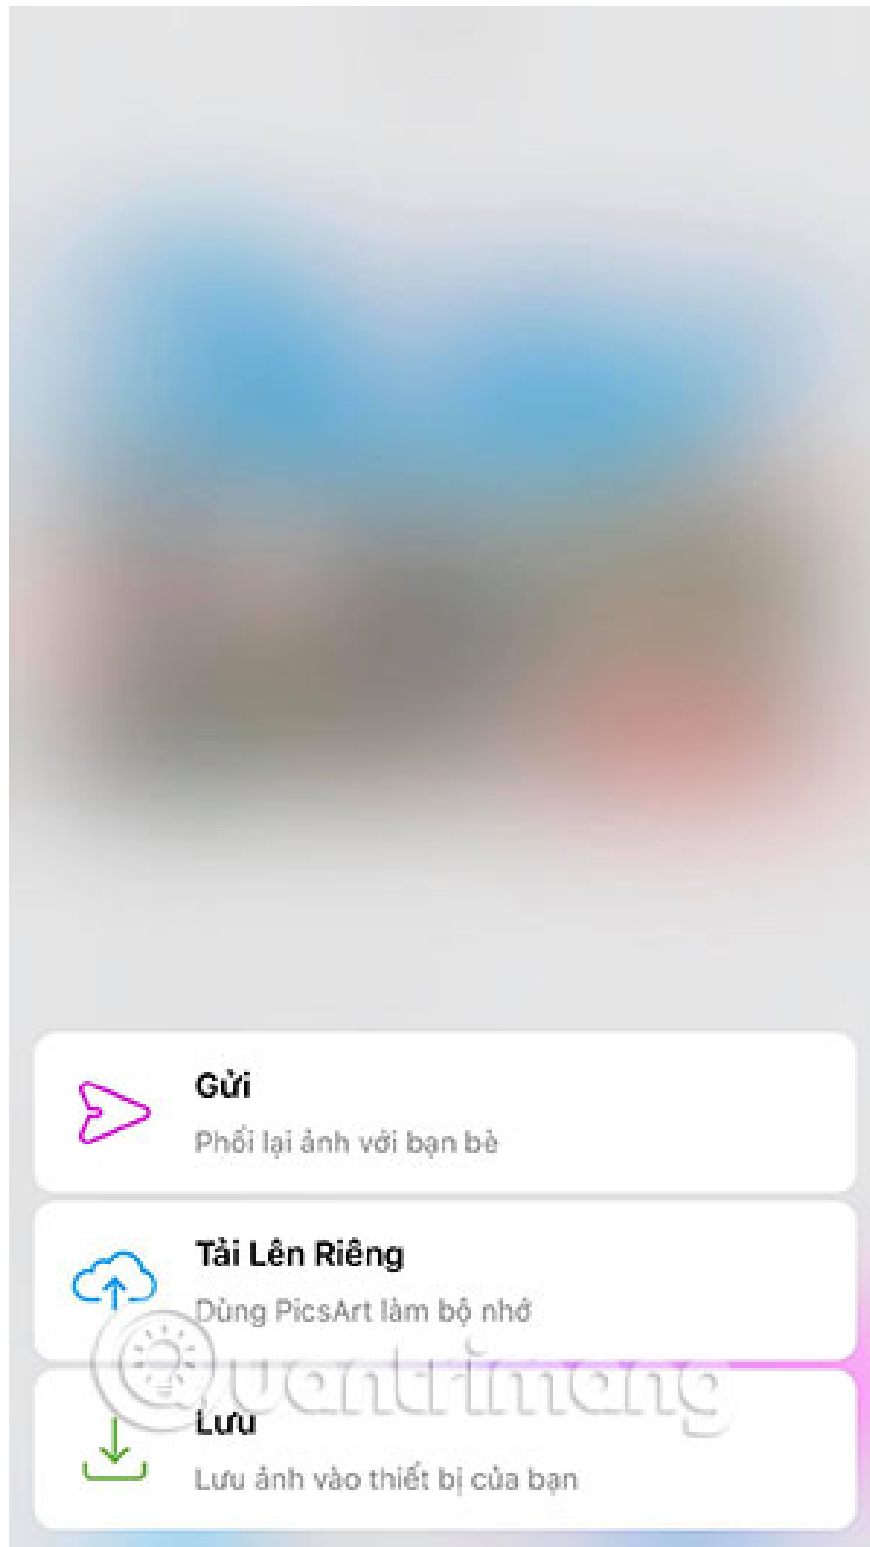 Gửi
Phối lại ảnh với bạn bè
Tải Lên Riêng
Dùng PicsArt làm bộ nhớ
Quantrimang
Lưu
Lưu ảnh vào thiết bị của bạn